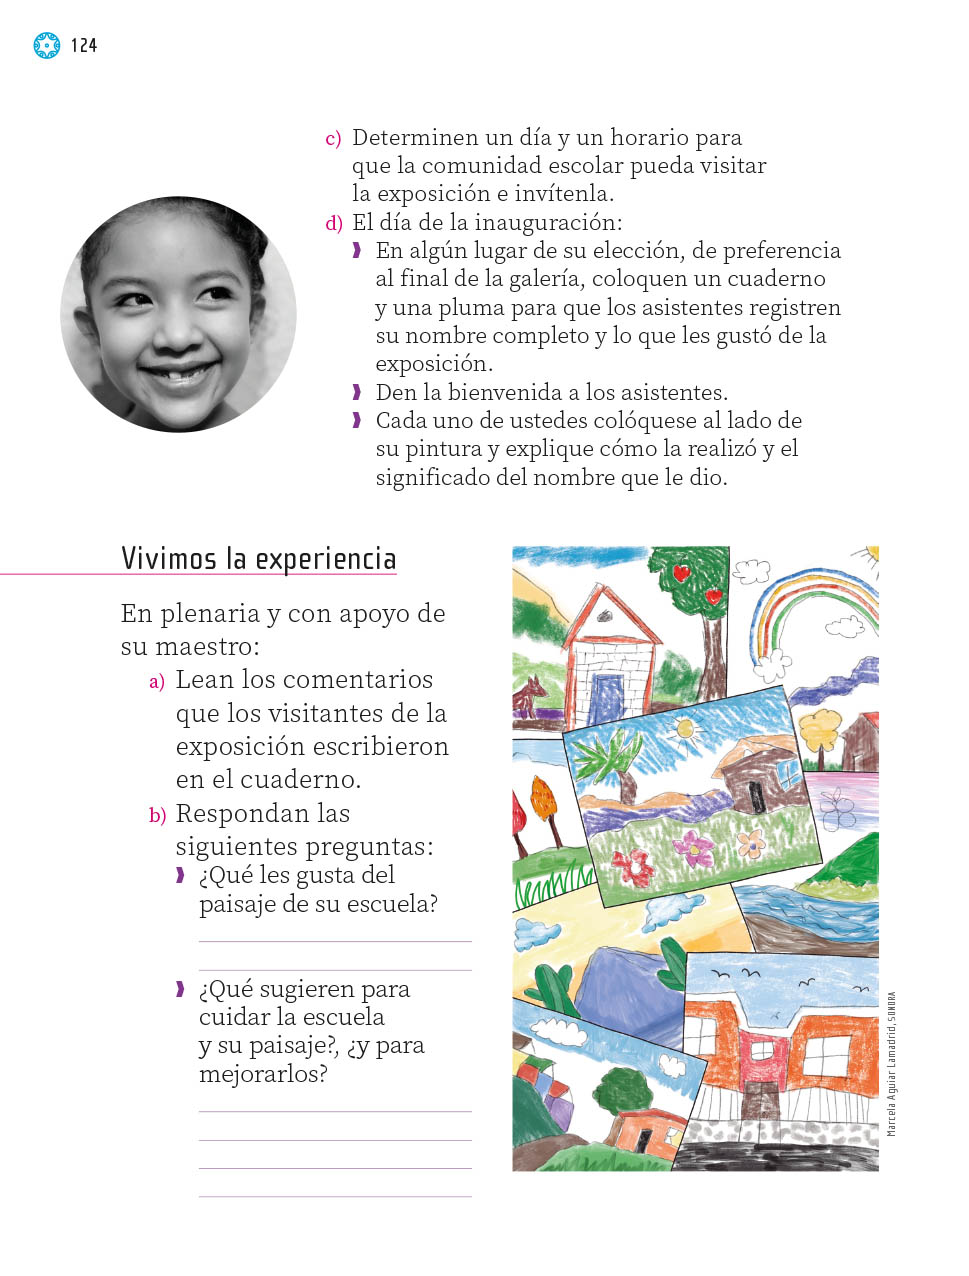 124
c) Determinen un día y un horario para
que la comunidad escolar pueda visitar
la exposición e invítenla.
d) El día de la inauguración:
En algún lugar de su elección, de preferencia
al final de la galería, coloquen un cuaderno
y una pluma para que los asistentes registren
su nombre completo y lo que les gustó de la
exposición.
Den la bienvenida a los asistentes.
Cada uno de ustedes colóquese al lado de
su pintura y explique cómo la realizó y el
significado del nombre que le dio.
Vivimos la experiencia
En plenaria y con apoyo de
su maestro:
a) Lean los comentarios
que los visitantes de la
exposición escribieron
en el cuaderno.
b) Respondan las
siguientes preguntas:
¿Qué les gusta del
paisaje de su escuela?
¿Qué sugieren para
cuidar la escuela
y su paisaje?, ¿y para
mejorarlos?
Marcela Aguiar Lamadrid, SONORA